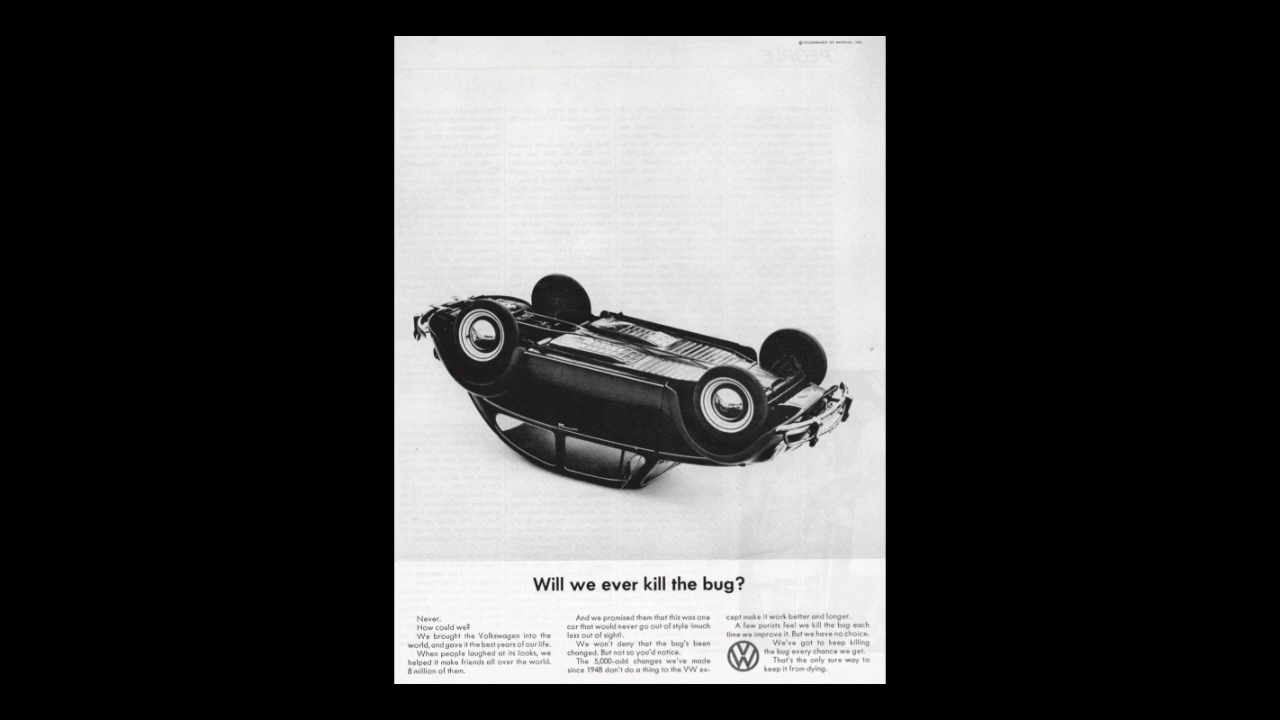 © VOLKSWAGEN OF AMERICA, INC.
Will we ever kill the bug?
Never.
How could we?
We brought the Volkswagen into the
world, and gave it the best years of our life.
When people laughed at its looks, we
helped it make friends all over the world.
8 million of them.
And we promised them that this was one
car that would never go out of style (much
less out of sight).
We won't deny that the bug's been
changed. But not so you'd notice.
The 5,000-odd changes we've made
since 1948 don't do a thing to the VW ex-
cept make it work better and longer.
A few purists feel we kill the bug each
time we improve it. But we have no choice.
We've got to keep killing
the bug every chance we get.
That's the only sure way to
keep it from dying.